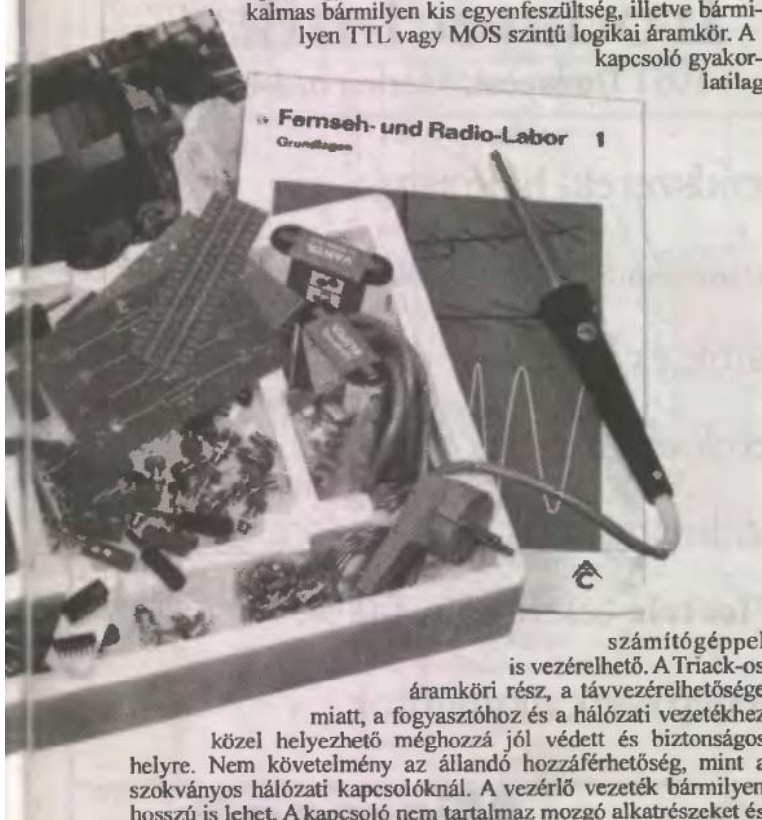 kalmas bármilyen kis egyenfeszültség, illetve bármi-
lyen TTL vagy MOS szintű logikai áramkör. A
kapcsoló gyakor-
latilag
Fernseh- und Radio-Labor 1
Grundlagen
VARTA
számítógéppel
is vezérelhető. A Triack-os
áramköri rész, a távvezérelhetősége
miatt, a fogyasztóhoz és a hálózati vezetékhez
közel helyezhető méghozzá jól védett és biztonságos
helyre. Nem követelmény az állandó hozzáférhetőség, mint a
szokványos hálózati kapcsolóknál. A vezérlő vezeték bármilyen
hosszú is lehet. A kapcsoló nem tartalmaz mozgó alkatrészeket és